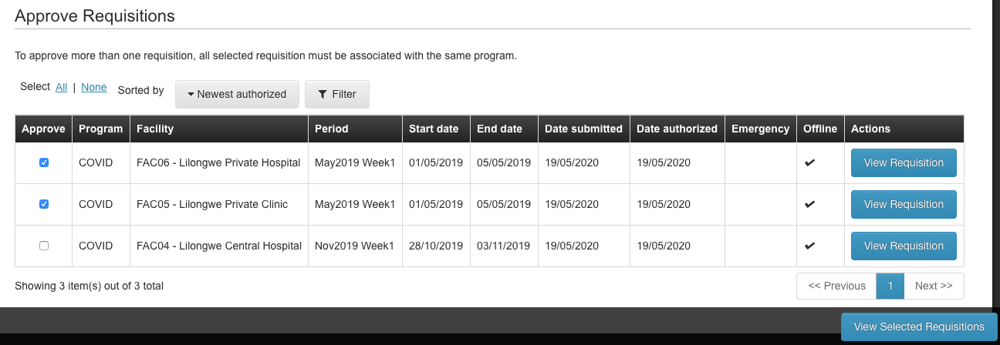 Approve Requisitions
To approve more than one requisition, all selected requisition must be associated with the same program.
Select All | None Sorted by Newest authorized Filter
Approve Program Facility Period Start date End date Date submitted Date authorized Emergency Offline Actions
COVID FAC06 - Lilongwe Private Hospital May2019 Week1 01/05/2019 05/05/2019 19/05/2020 19/05/2020 View Requisition
COVID FAC05 - Lilongwe Private Clinic May2019 Week1 01/05/2019 05/05/2019 19/05/2020 19/05/2020 View Requisition
COVID FAC04 - Lilongwe Central Hospital Nov2019 Week1 28/10/2019 03/11/2019 19/05/2020 19/05/2020 View Requisition
Showing 3 item(s) out of 3 total << Previous 1 Next >>
View Selected Requisitions